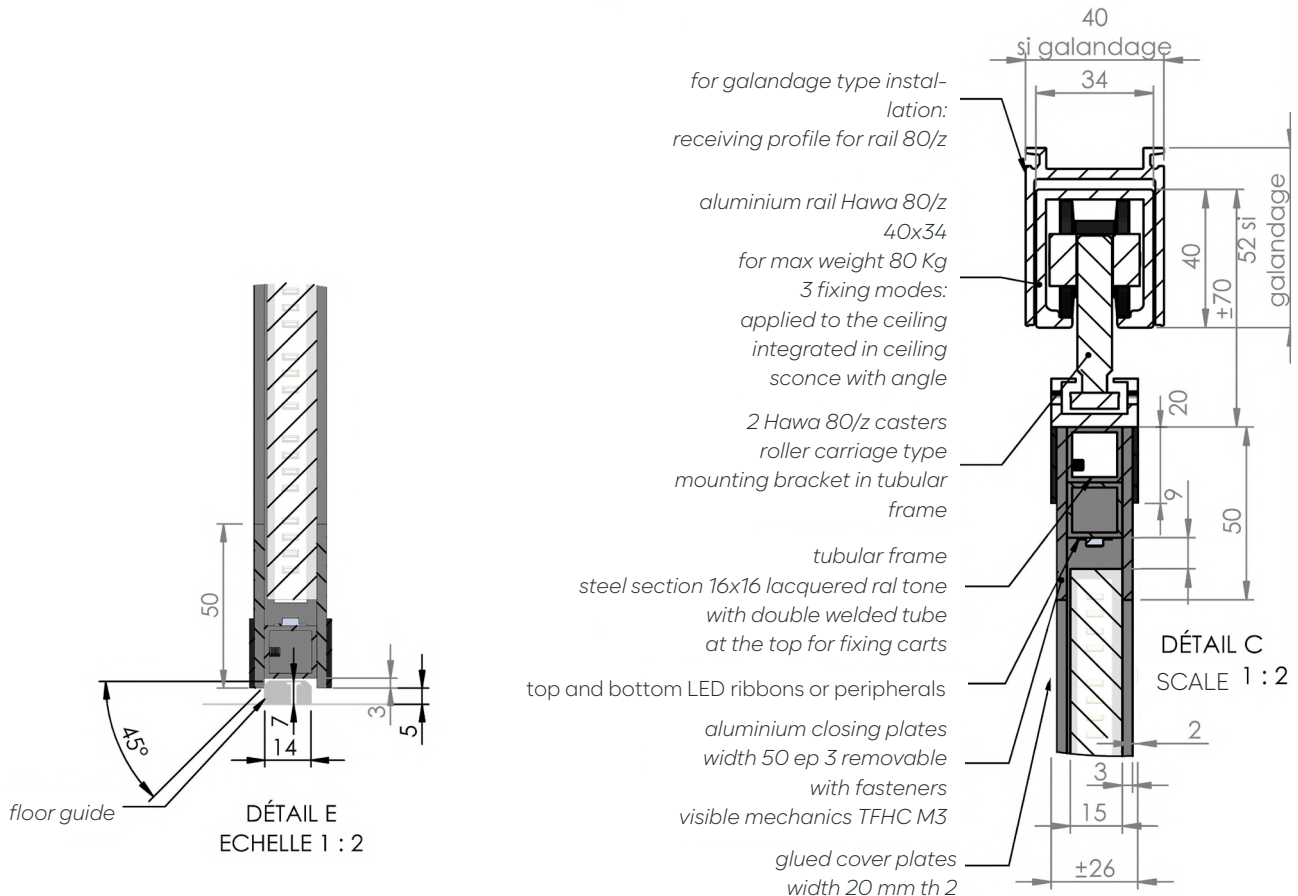 40
si galandage
34
for galandage type instal-
lation:
receiving profile for rail 80/z
aluminium rail Hawa 80/z
40x34
for max weight 80 Kg
3 fixing modes:
applied to the ceiling
integrated in ceiling
sconce with angle
2 Hawa 80/z casters
roller carriage type
mounting bracket in tubular
frame
tubular frame
steel section 16x16 lacquered ral tone
with double welded tube
at the top for fixing carts
top and bottom LED ribbons or peripherals
aluminium closing plates
width 50 ep 3 removable
with fasteners
visible mechanics TFHC M3
glued cover plates
width 20 mm th 2
40
±70
52 si
galandage
20
9
50
DÉTAIL C
SCALE 1 : 2
2
3
15
±26
50
45°
7
14
3
5
floor guide
DÉTAIL E
ECHELLE 1 : 2